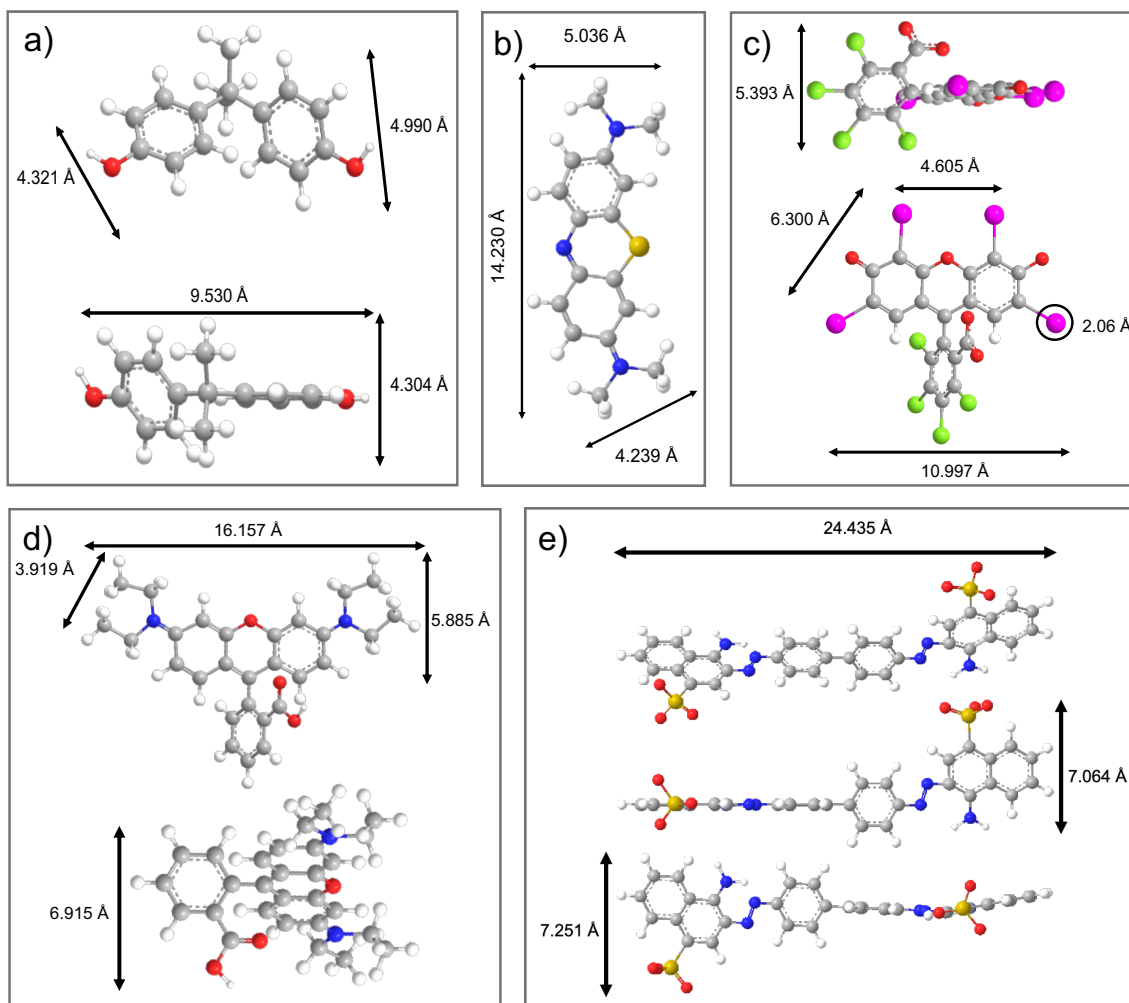 a)
4.990 Å
4.321 Å
9.530 Å
4.304 Å
b)
5.036 Å
14.230 Å
4.239 Å
c)
5.393 Å
4.605 Å
6.300 Å
2.06 Å
10.997 Å
d)
16.157 Å
3.919 Å
5.885 Å
6.915 Å
e)
24.435 Å
7.064 Å
7.251 Å